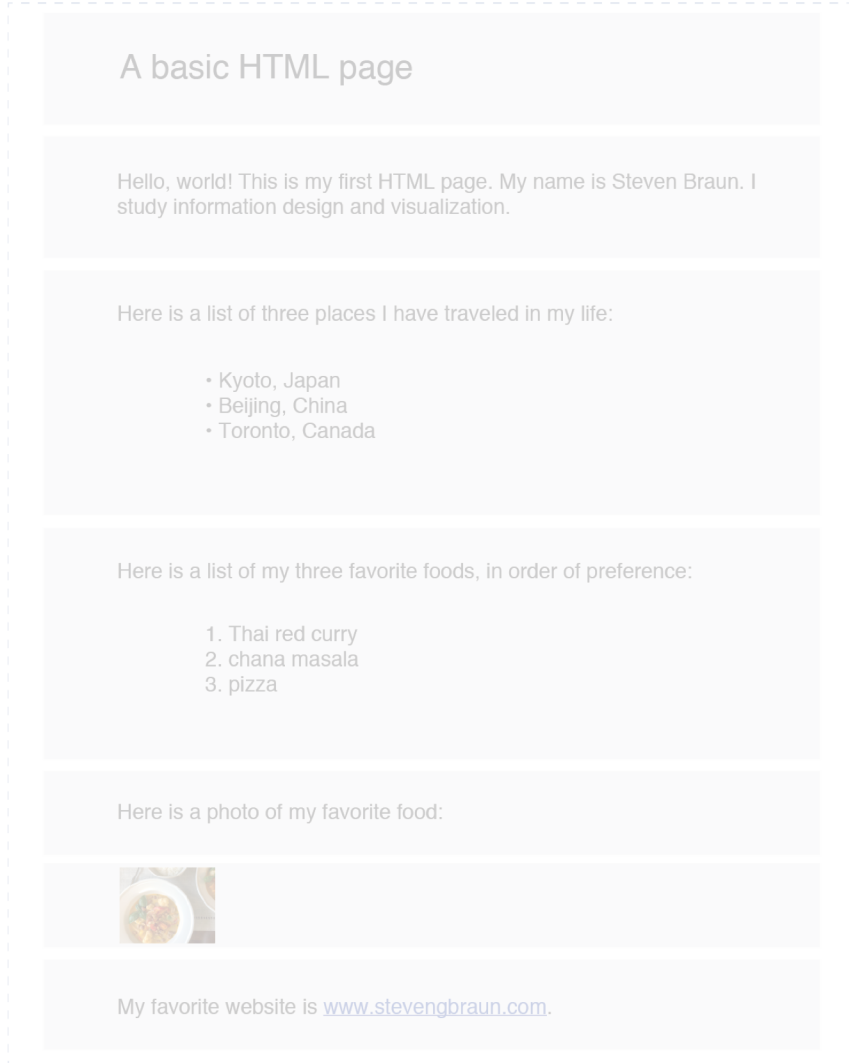 A basic HTML page
Hello, world! This is my first HTML page. My name is Steven Braun. I
study information design and visualization.
Here is a list of three places I have traveled in my life:
• Kyoto, Japan
• Beijing, China
• Toronto, Canada
Here is a list of my three favorite foods, in order of preference:
1. Thai red curry
2. chana masala
3. pizza
Here is a photo of my favorite food:
My favorite website is www.stevengbraun.com.